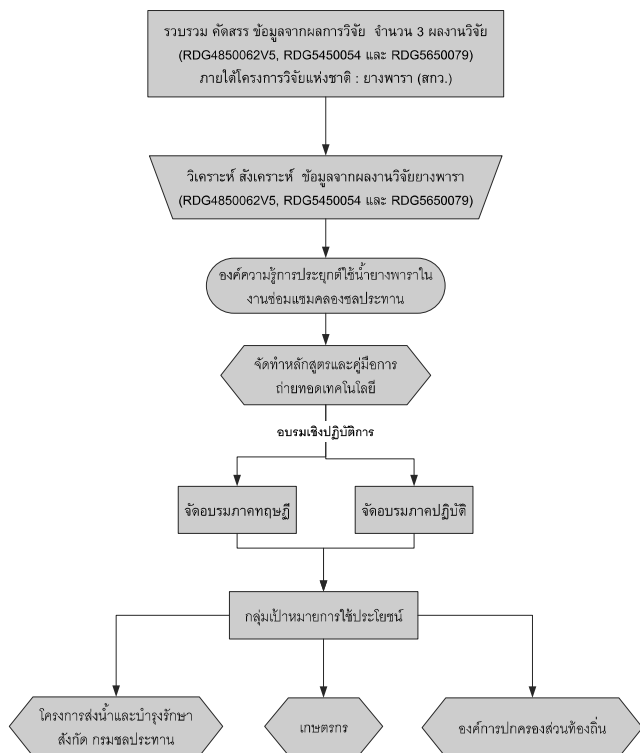 รวบรวม คัดสรร ข้อมูลจากผลการวิจัย จำนวน 3 ผลงานวิจัย
(RDG4850062V5, RDG5450054 และ RDG5650079)
ภายใต้โครงการวิจัยแห่งชาติ : ยางพารา (สกว.)
วิเคราะห์ สังเคราะห์ ข้อมูลจากผลงานวิจัยยางพารา
(RDG4850062V5, RDG5450054 และ RDG5650079)
องค์ความรู้การประยุกต์ใช้น้ำยางพาราใน
งานซ่อมแซมคลองชลประทาน
จัดทำหลักสูตรและคู่มือการ
ถ่ายทอดเทคโนโลยี
อบรมเชิงปฏิบัติการ
จัดอบรมภาคทฤษฎี
จัดอบรมภาคปฏิบัติ
กลุ่มเป้าหมายการใช้ประโยชน์
โครงการส่งน้ำและบำรุงรักษา
สังกัด กรมชลประทาน
เกษตรกร
องค์การปกครองส่วนท้องถิ่น